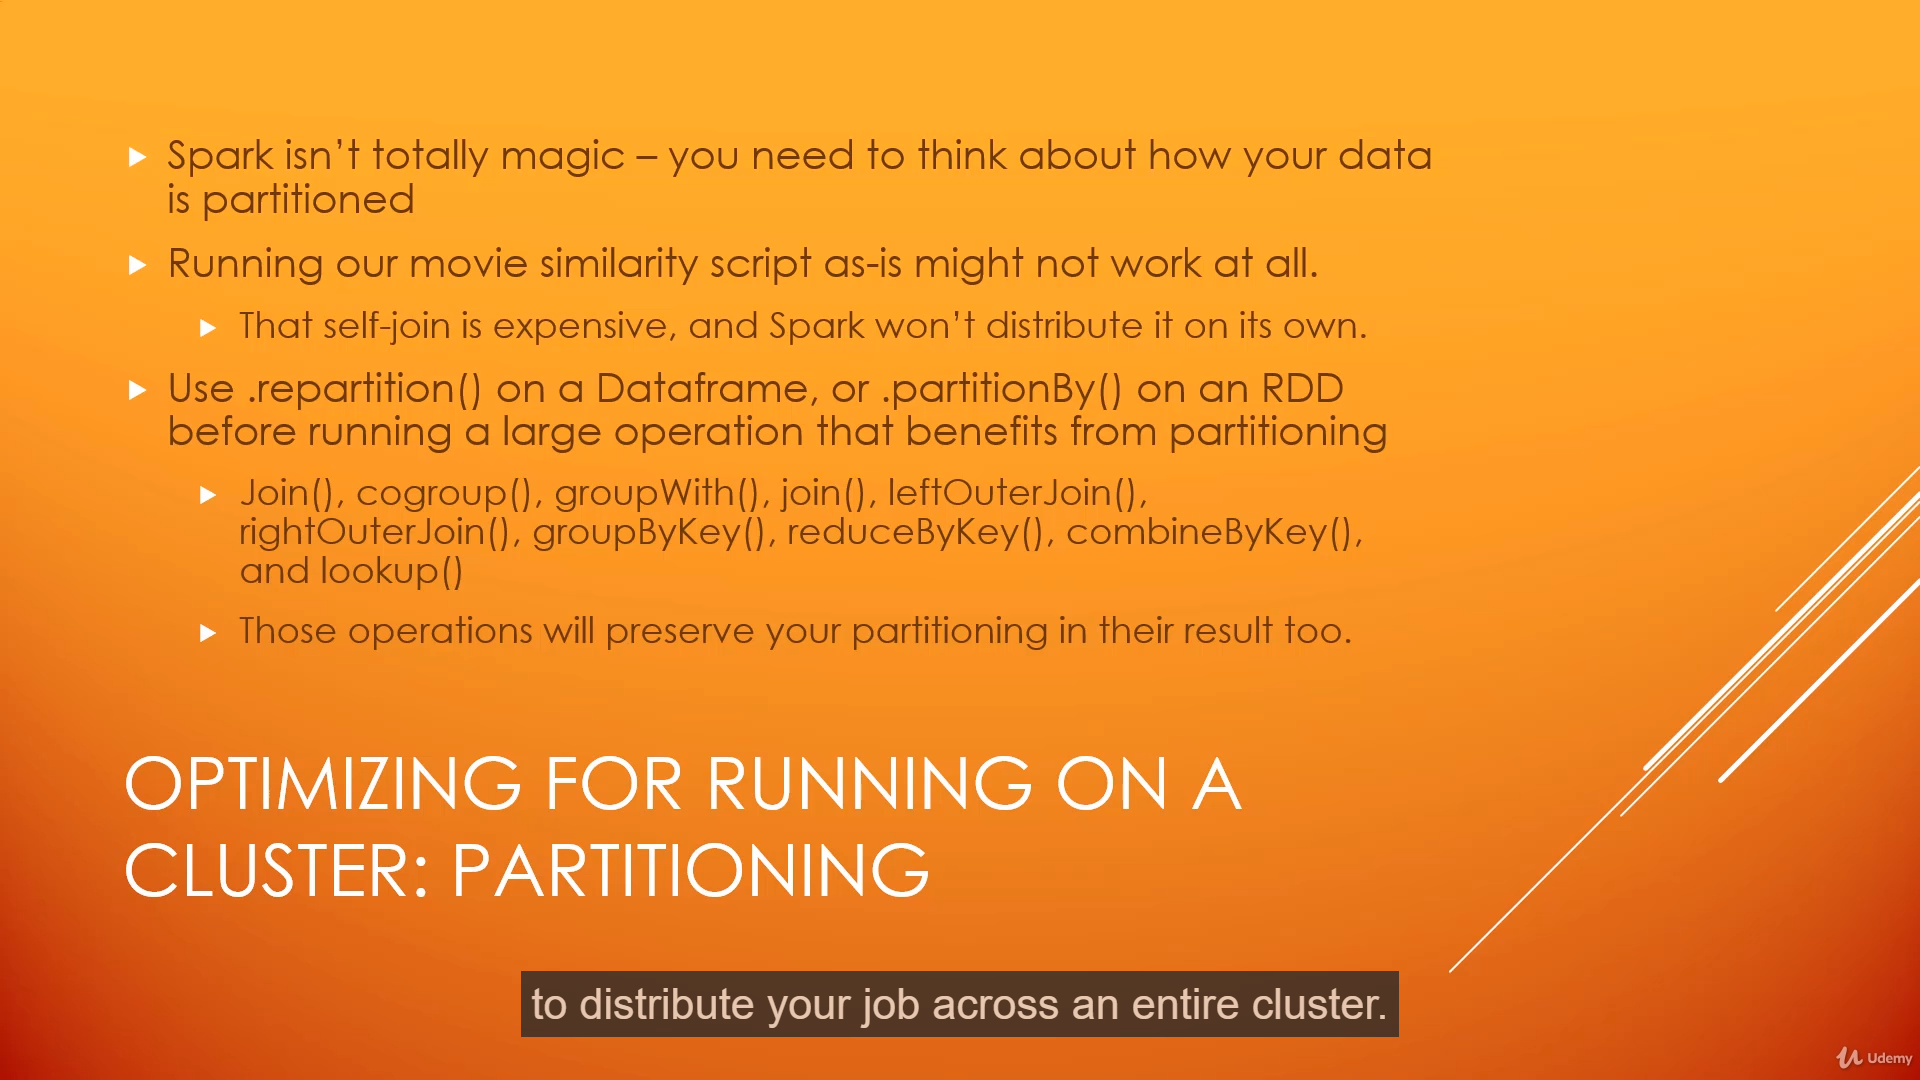 Spark isn’t totally magic – you need to think about how your data
is partitioned
Running our movie similarity script as-is might not work at all.
That self-join is expensive, and Spark won’t distribute it on its own.
Use .repartition() on a Dataframe, or .partitionBy() on an RDD
before running a large operation that benefits from partitioning
Join(), cogroup(), groupWith(), join(), leftOuterJoin(),
rightOuterJoin(), groupByKey(), reduceByKey(), combineByKey(),
and lookup()
Those operations will preserve your partitioning in their result too.
OPTIMIZING FOR RUNNING ON A
CLUSTER: PARTITIONING
to distribute your job across an entire cluster.
Udemy